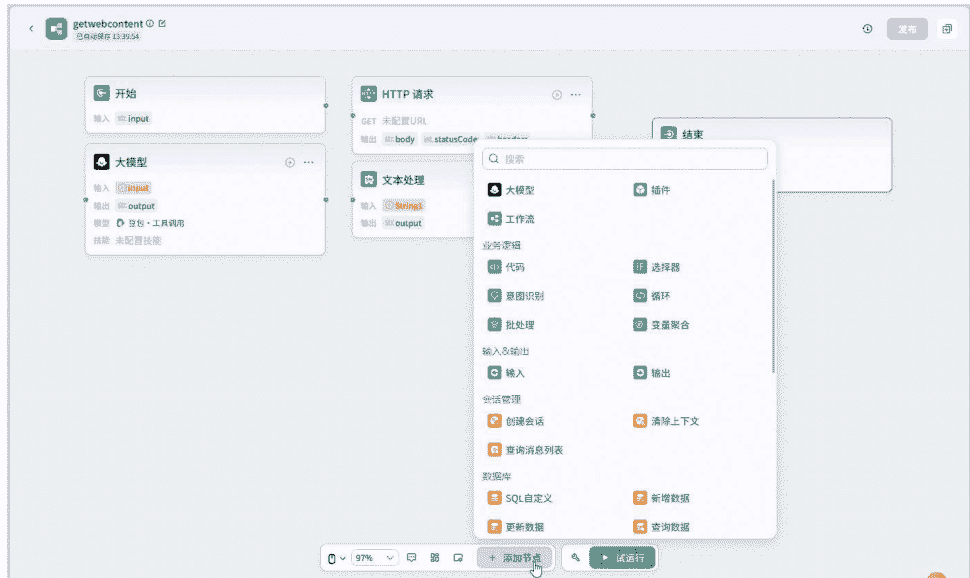 getwebcontent
已自动保存 13:39:54
发布
开始
输入 str. input
大模型
输入 input
输出 str. output
模型 豆包·工具调用
技能 未配置技能
HTTP 请求
GET 未配置URL
输出 str. body int. statusCode str. headers
文本处理
输入 String1
输出 str. output
结束
搜索
大模型 插件
工作流
业务逻辑
代码 选择器
意图识别 循环
批处理 变量聚合
输入&输出
输入 输出
会话管理
创建会话 清除上下文
查询消息列表
数据库
SQL自定义 新增数据
更新数据 查询数据
97% + 添加节点 试运行